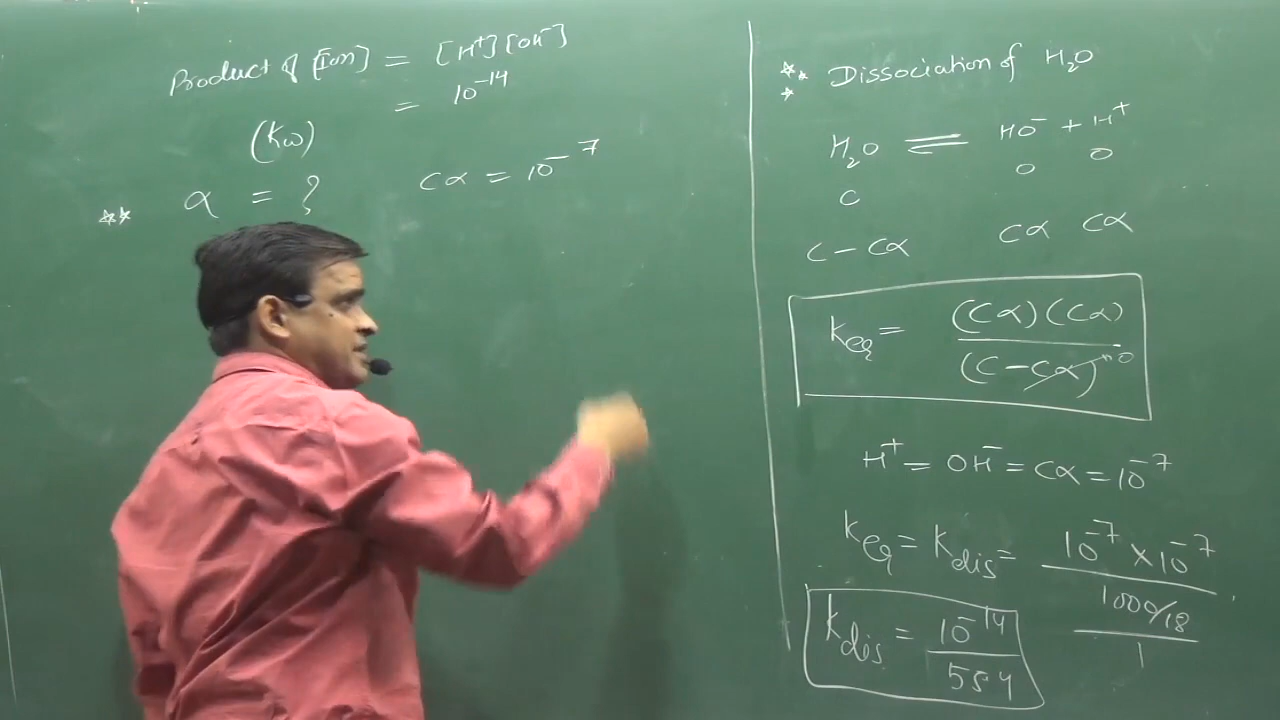 Product of [Ion] = [H⁺][OH⁻]
= 10⁻¹⁴
(Kw)
** α = ?
Cα = 10⁻⁷
*** Dissociation of H₂O
H₂O ⇌ HO⁻ + H⁺
C 0 0
C - Cα Cα Cα
Keq = (Cα)(Cα) / (C - Cα)≈0
H⁺ = OH⁻ = Cα = 10⁻⁷
Keq = Kdis = 10⁻⁷ × 10⁻⁷ / 1000/18 / 1
Kdis = 10⁻¹⁴ / 554